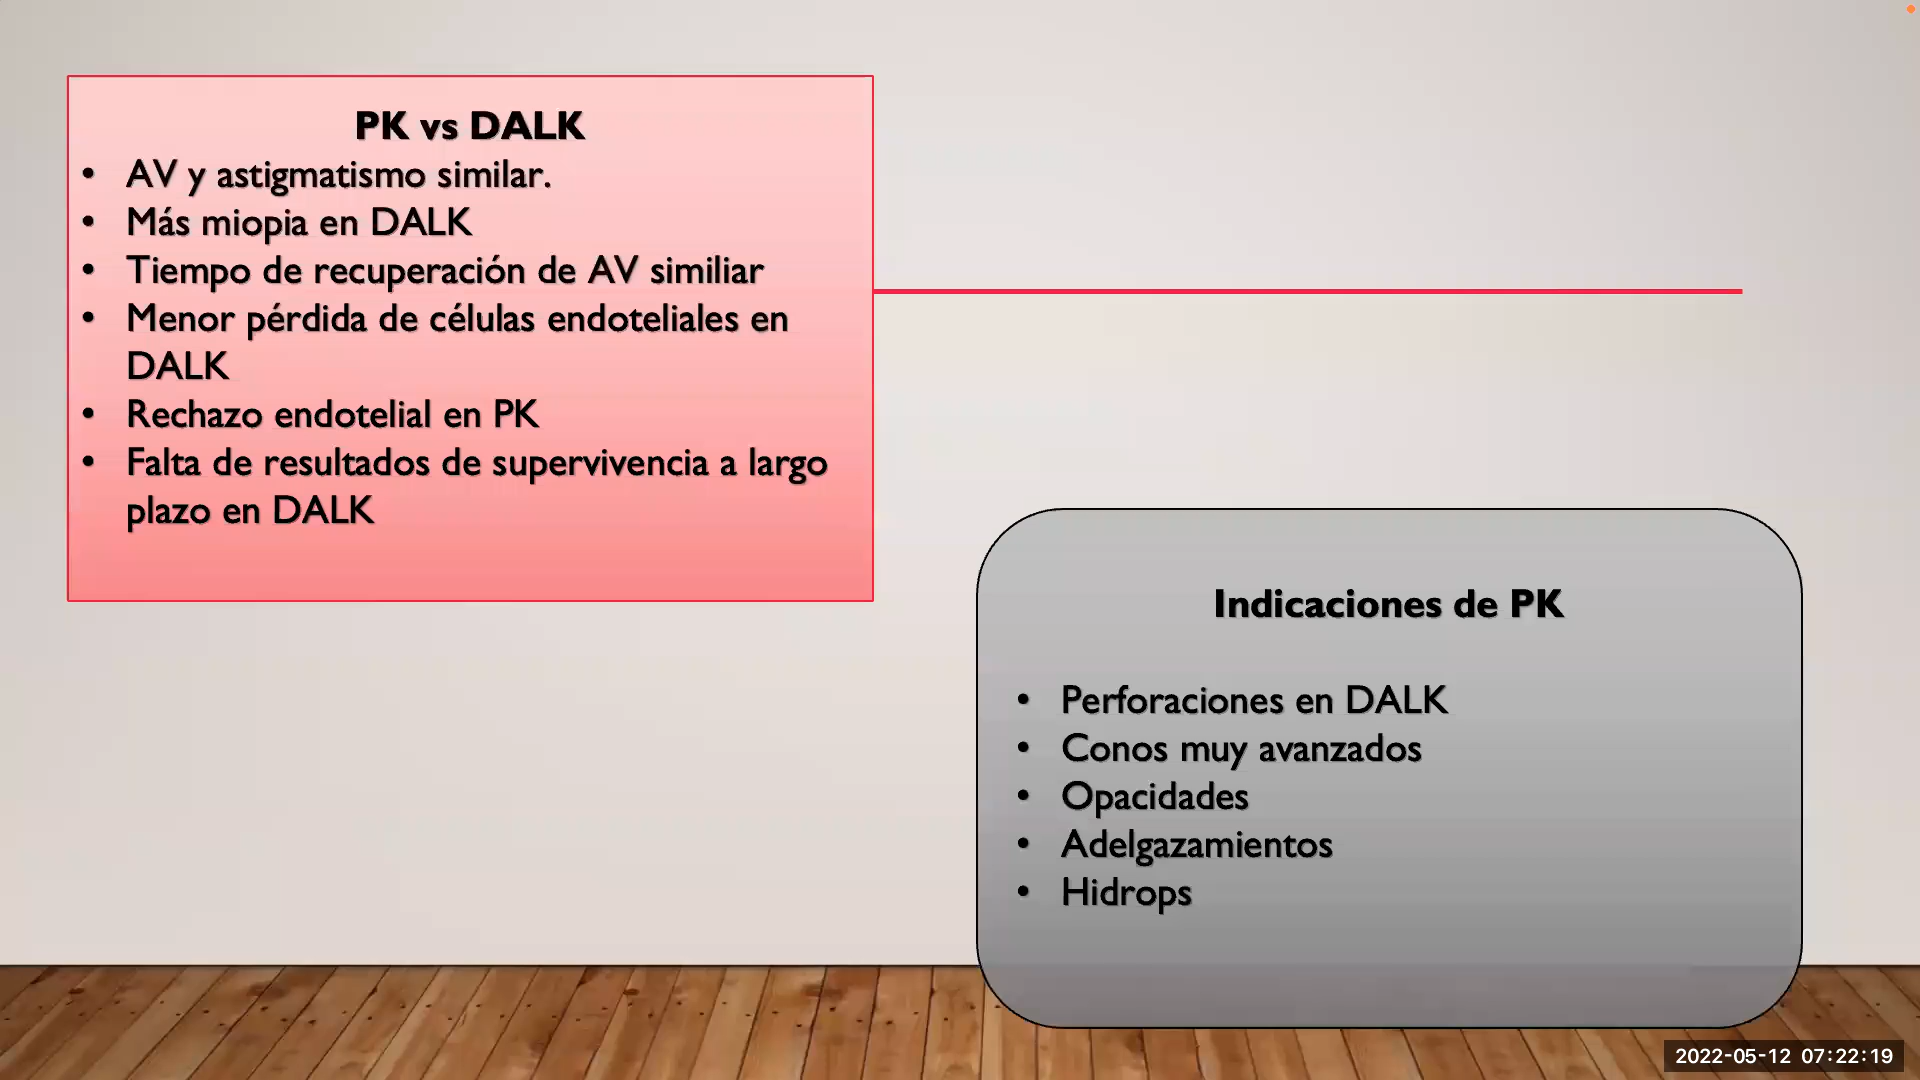 PK vs DALK
• AV y astigmatismo similar.
• Más miopia en DALK
• Tiempo de recuperación de AV similiar
• Menor pérdida de células endoteliales en
DALK
• Rechazo endotelial en PK
• Falta de resultados de supervivencia a largo
plazo en DALK
Indicaciones de PK
• Perforaciones en DALK
• Conos muy avanzados
• Opacidades
• Adelgazamientos
• Hidrops
2022-05-12 07:22:19